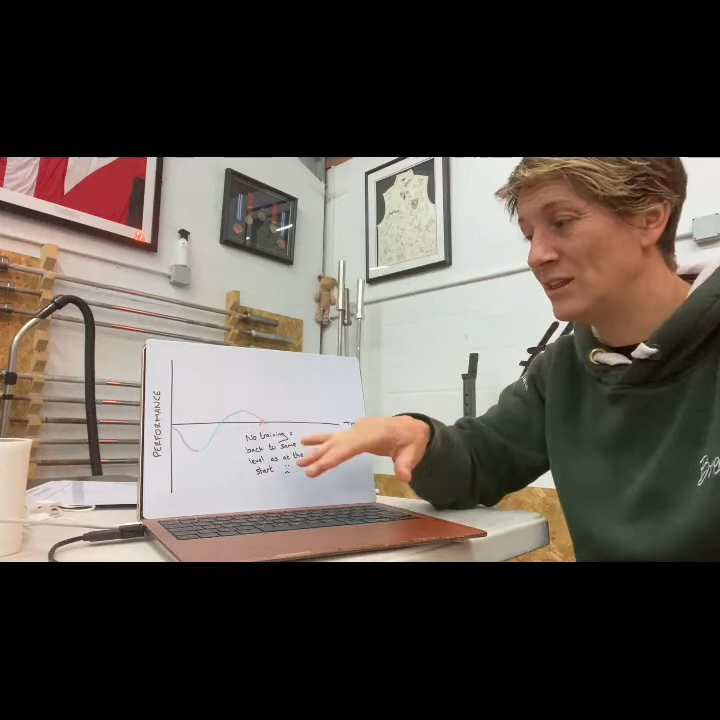 PERFORMANCE
No training =
back to same
level as at the
start :(